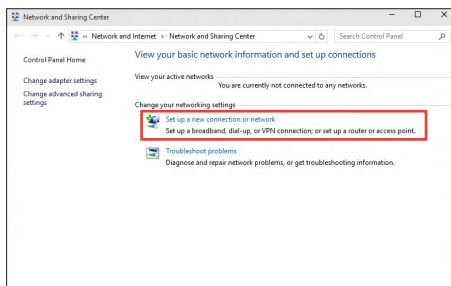 Network and Sharing Center
« Network and Internet › Network and Sharing Center
Search Control Panel
Control Panel Home
Change adapter settings
Change advanced sharing
settings
View your basic network information and set up connections
View your active networks
You are currently not connected to any networks.
Change your networking settings
Set up a new connection or network
Set up a broadband, dial-up, or VPN connection; or set up a router or access point.
Troubleshoot problems
Diagnose and repair network problems, or get troubleshooting information.